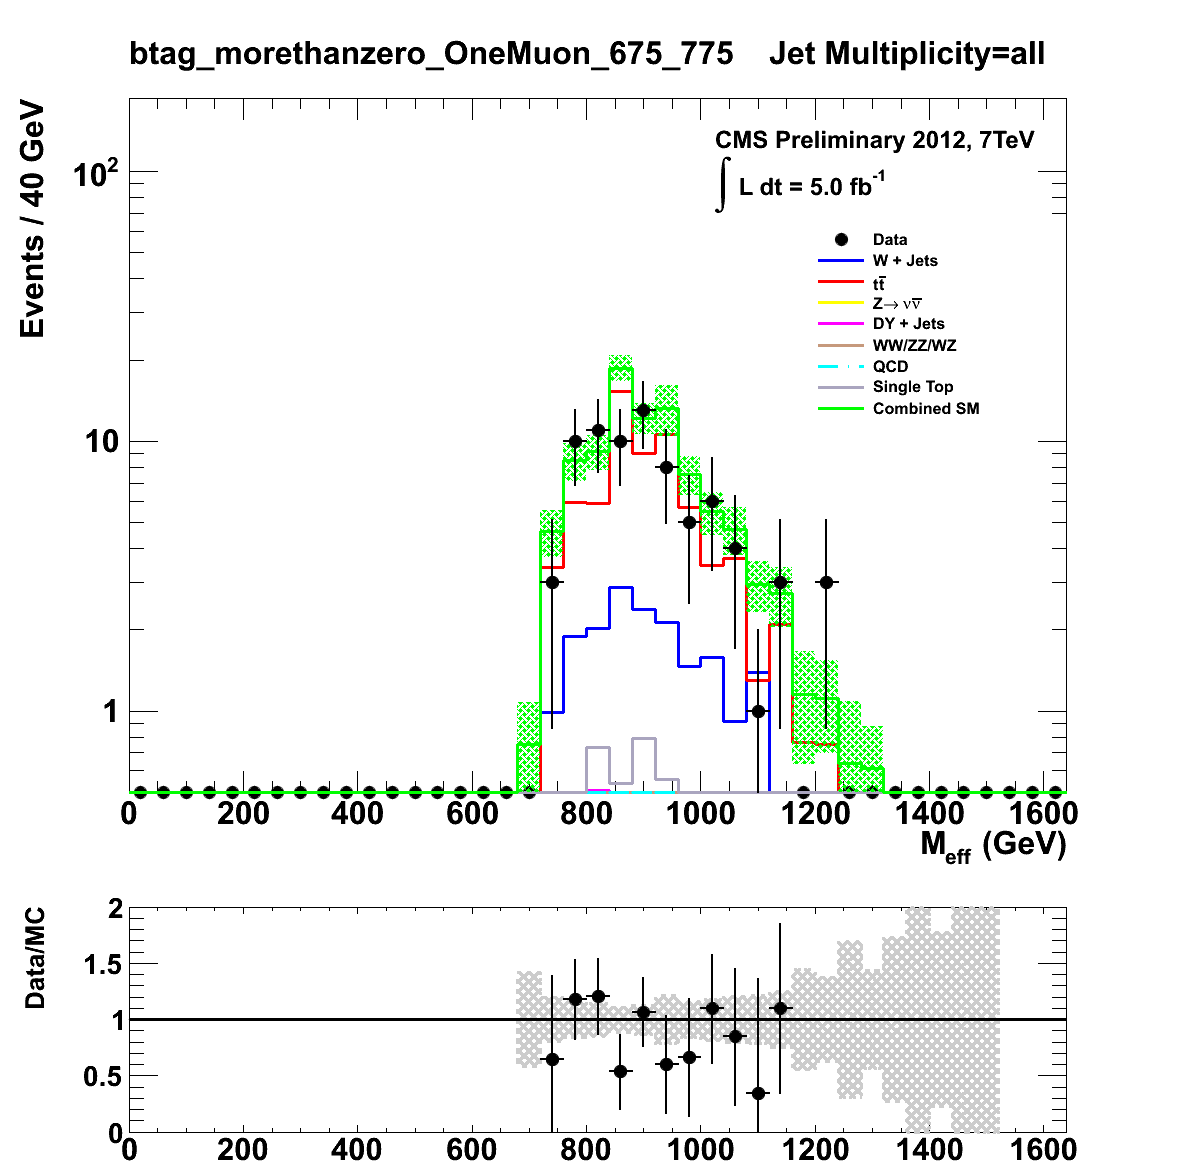 btag_morethanzero_OneMuon_675_775 Jet Multiplicity=all
Events / 40 GeV
CMS Preliminary 2012, 7TeV
∫ L dt = 5.0 fb⁻¹
10²
10
1
Data
W + Jets
tt̅
Z→ νν̅
DY + Jets
WW/ZZ/WZ
QCD
Single Top
Combined SM
0 200 400 600 800 1000 1200 1400 1600
M_eff (GeV)
Data/MC
2
1.5
1
0.5
0
0 200 400 600 800 1000 1200 1400 1600